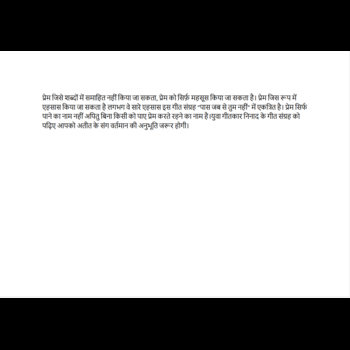 प्रेम जिसे शब्दों में समाहित नहीं किया जा सकता, प्रेम को सिर्फ़ महसूस किया जा सकता है। प्रेम जिस रूप में
एहसास किया जा सकता है लगभग वे सारे एहसास इस गीत संग्रह "पास जब से तुम नहीं" में एकत्रित है। प्रेम सिर्फ
पाने का नाम नहीं अपितु बिना किसी को पाए प्रेम करते रहने का नाम है।युवा गीतकार निनाद के गीत संग्रह को
पढ़िए आपको अतीत के संग वर्तमान की अनुभूति जरूर होगी।